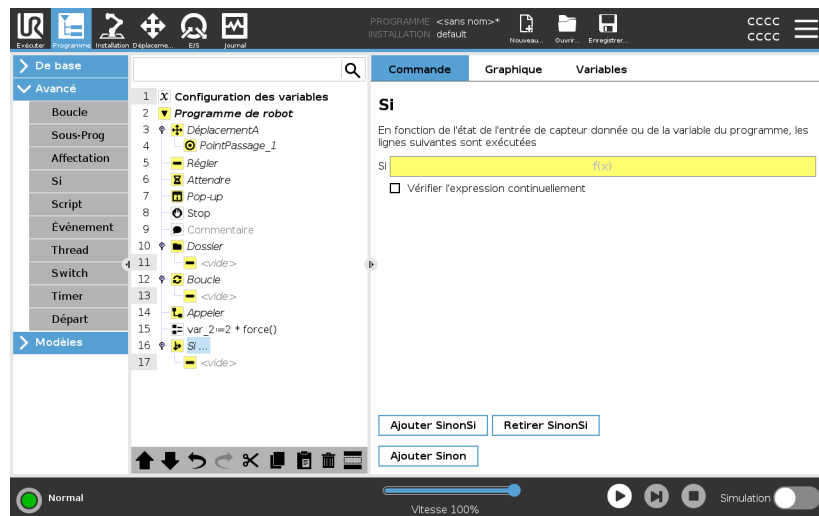 PROGRAMME <sans nom>*
INSTALLATION default
UR
Exécuter
Programme
Installation
Déplaceme...
E/S
Journal
Nouveau...
Ouvrir...
Enregistrer...
CCCC
CCCC
De base
Avancé
Boucle
Sous-Prog
Affectation
Si
Script
Événement
Thread
Switch
Timer
Départ
Modèles
1 X Configuration des variables
2 Programme de robot
3 DéplacementA
4 PointPassage_1
5 Régler
6 Attendre
7 Pop-up
8 Stop
9 Commentaire
10 Dossier
11 <vide>
12 Boucle
13 <vide>
14 Appeler
15 var_2:=2 * force()
16 Si ...
17 <vide>
Commande Graphique Variables
Si
En fonction de l'état de l'entrée de capteur donnée ou de la variable du programme, les
lignes suivantes sont exécutées
Si f(x)
Vérifier l'expression continuellement
Ajouter SinonSi Retirer SinonSi
Ajouter Sinon
Normal
Vitesse 100%
Simulation